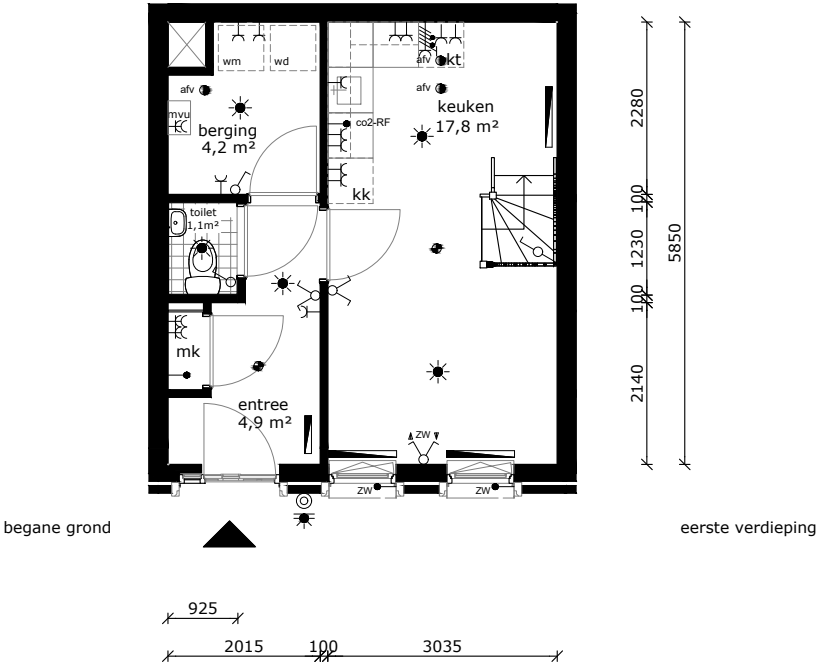 wm
wd
afv
kt
afv
afv
keuken
17,8 m²
mvu
berging
4,2 m²
co2-RF
kk
toilet
1,1m²
mk
entree
4,9 m²
ZW
ZW
ZW
2280
100
1230
100
2140
5850
begane grond
eerste verdieping
925
2015
100
3035